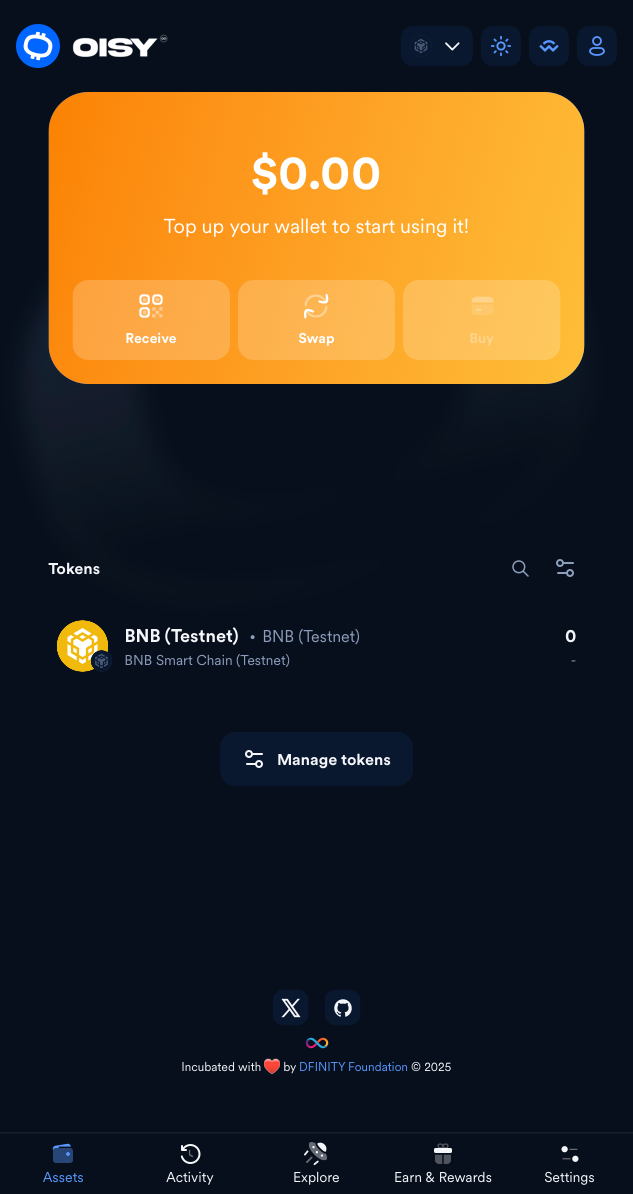 OISY
$0.00
Top up your wallet to start using it!
Receive
Swap
Buy
Tokens
BNB (Testnet) • BNB (Testnet) 0
BNB Smart Chain (Testnet) -
Manage tokens
Incubated with ❤️ by DFINITY Foundation © 2025
Assets
Activity
Explore
Earn & Rewards
Settings